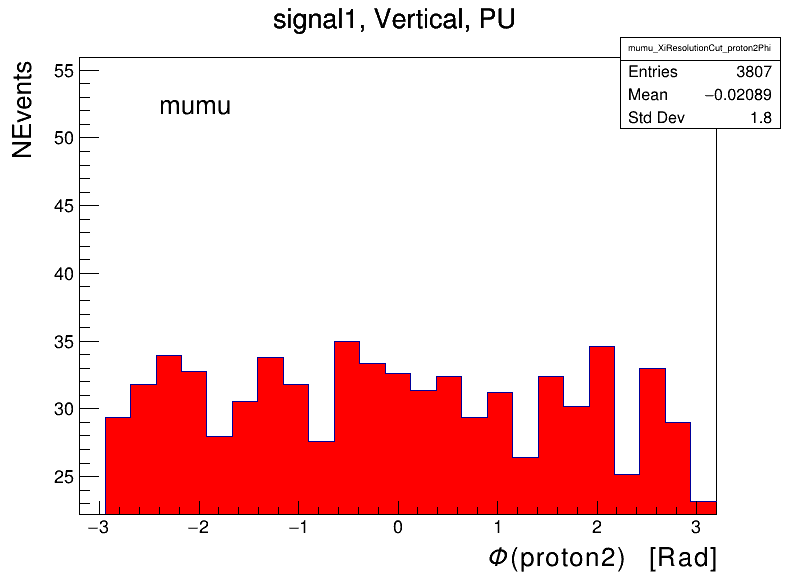 signal1, Vertical, PU
mumu_XiResolutionCut_proton2Phi
Entries 3807
Mean −0.02089
Std Dev 1.8
NEvents
mumu
55
50
45
40
35
30
25
−3 −2 −1 0 1 2 3
Φ(proton2) [Rad]